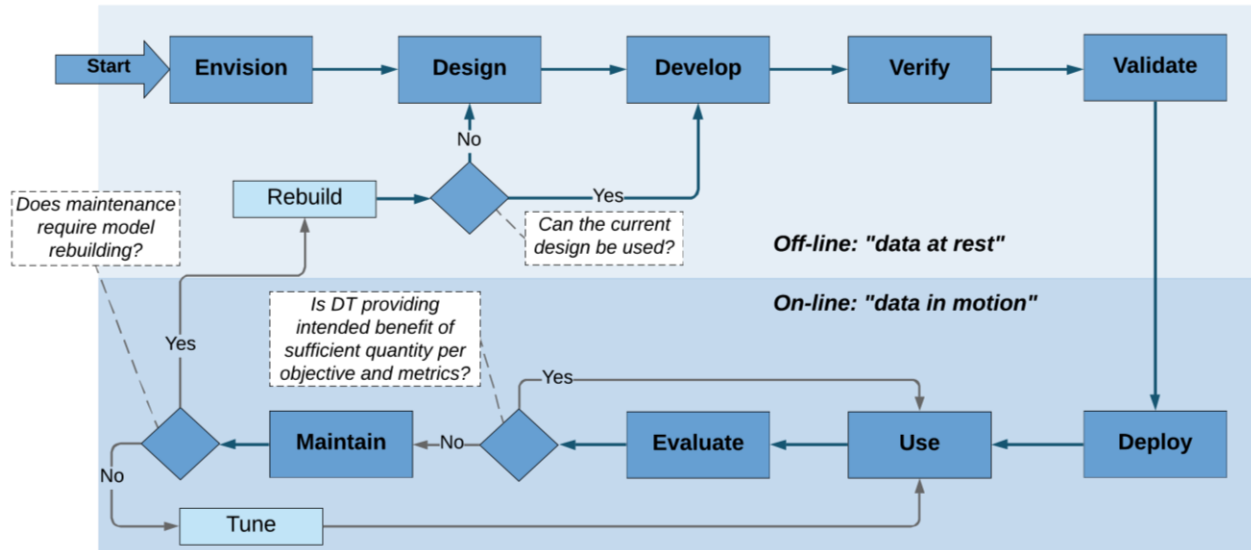 Start
Envision
Design
Develop
Verify
Validate
No
Rebuild
Yes
Does maintenance
require model
rebuilding?
Can the current
design be used?
Off-line: "data at rest"
On-line: "data in motion"
Is DT providing
intended benefit of
sufficient quantity per
objective and metrics?
Yes
Yes
Maintain
No
Evaluate
Use
Deploy
No
Tune